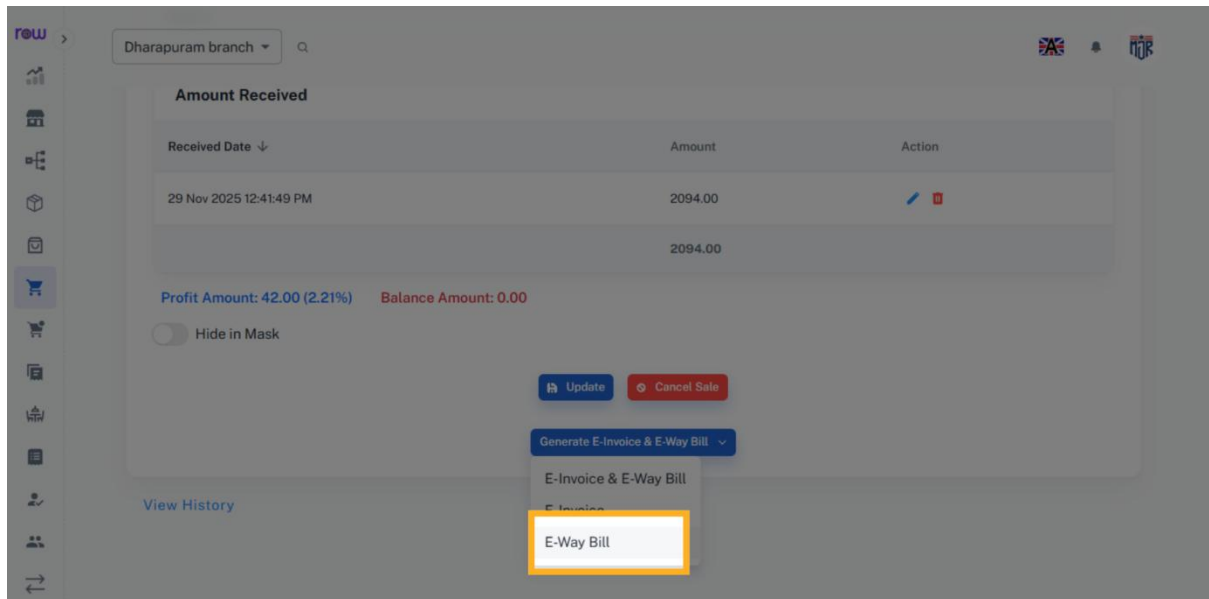 row
Dharapuram branch
A
MJR
Amount Received
Received Date ↓ Amount Action
29 Nov 2025 12:41:49 PM 2094.00
2094.00
Profit Amount: 42.00 (2.21%) Balance Amount: 0.00
Hide in Mask
Update Cancel Sale
Generate E-Invoice & E-Way Bill
E-Invoice & E-Way Bill
E-Invoice
View History
E-Way Bill